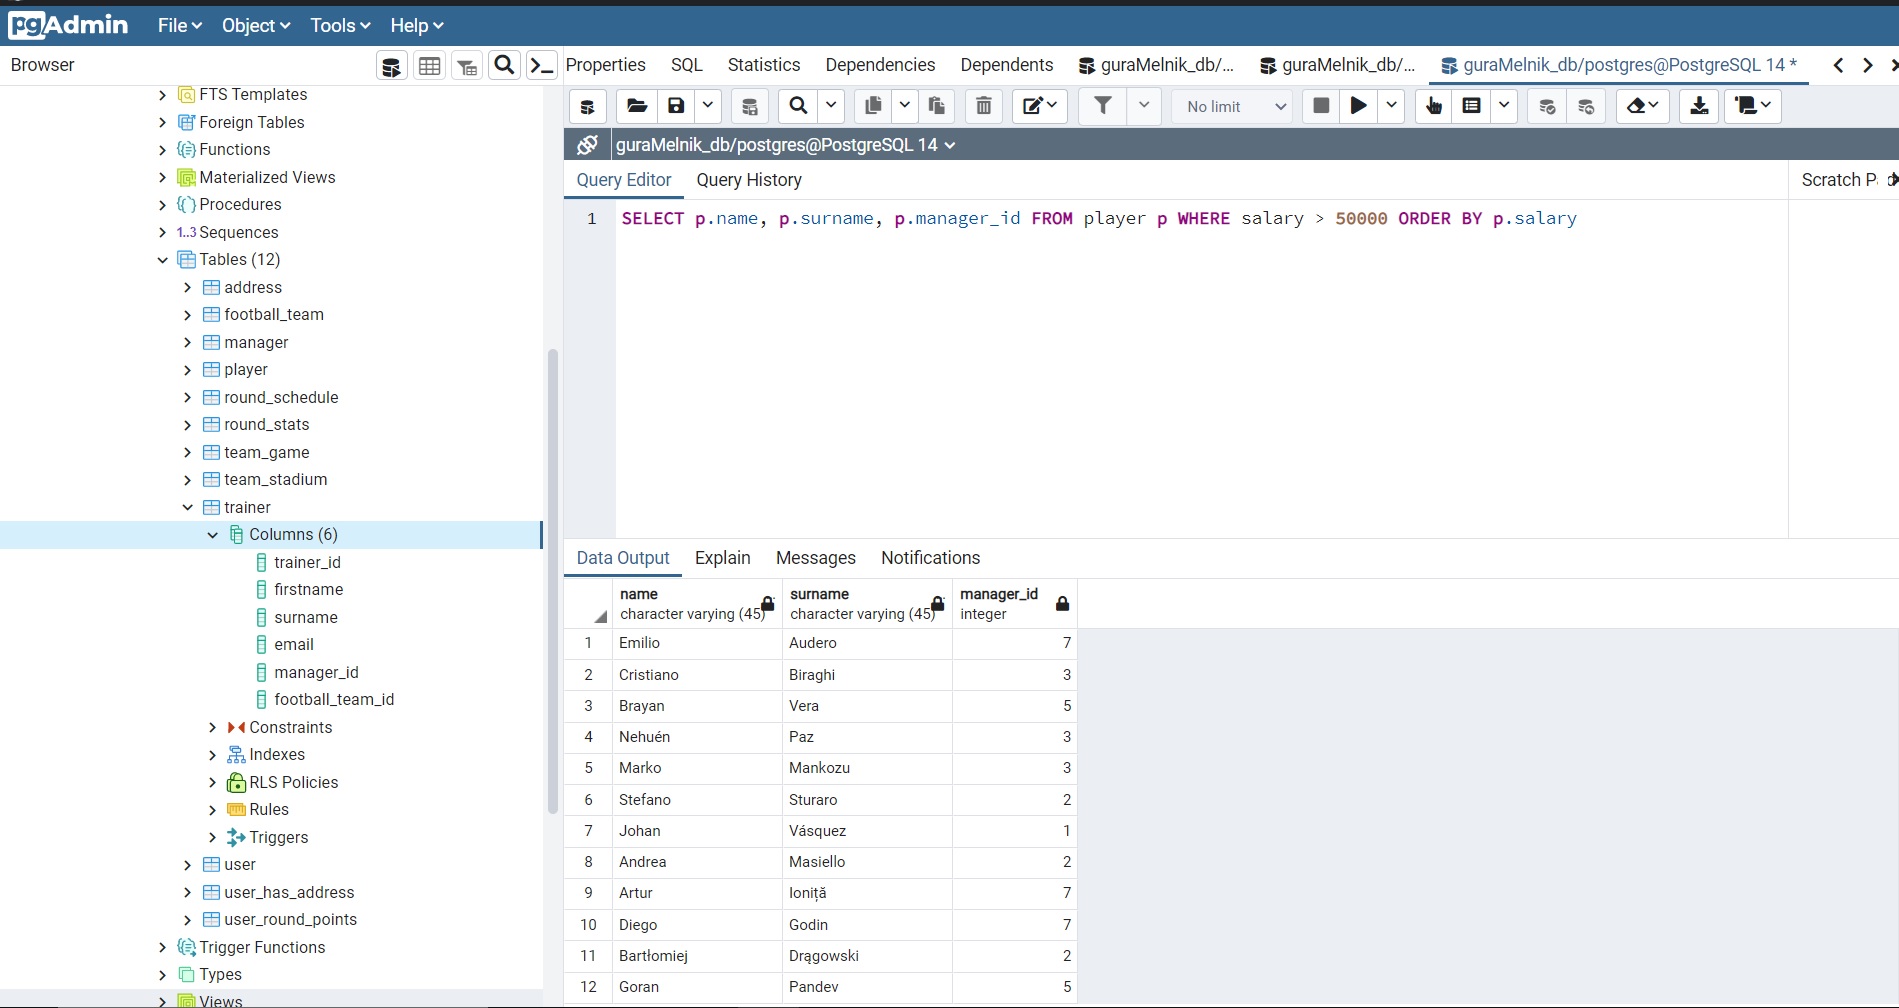 pgAdmin File Object Tools Help
Browser
Properties SQL Statistics Dependencies Dependents guraMelnik_db/... guraMelnik_db/... guraMelnik_db/postgres@PostgreSQL 14 *
No limit
guraMelnik_db/postgres@PostgreSQL 14
Query Editor Query History
Scratch P
1 SELECT p.name, p.surname, p.manager_id FROM player p WHERE salary > 50000 ORDER BY p.salary
FTS Templates
Foreign Tables
Functions
Materialized Views
Procedures
1..3 Sequences
Tables (12)
address
football_team
manager
player
round_schedule
round_stats
team_game
team_stadium
trainer
Columns (6)
trainer_id
firstname
surname
email
manager_id
football_team_id
Constraints
Indexes
RLS Policies
Rules
Triggers
user
user_has_address
user_round_points
Trigger Functions
Types
Views
Data Output Explain Messages Notifications
name surname manager_id
character varying (45) character varying (45) integer
1 Emilio Audero 7
2 Cristiano Biraghi 3
3 Brayan Vera 5
4 Nehuén Paz 3
5 Marko Mankozu 3
6 Stefano Sturaro 2
7 Johan Vásquez 1
8 Andrea Masiello 2
9 Artur Ioniță 7
10 Diego Godin 7
11 Bartłomiej Drągowski 2
12 Goran Pandev 5